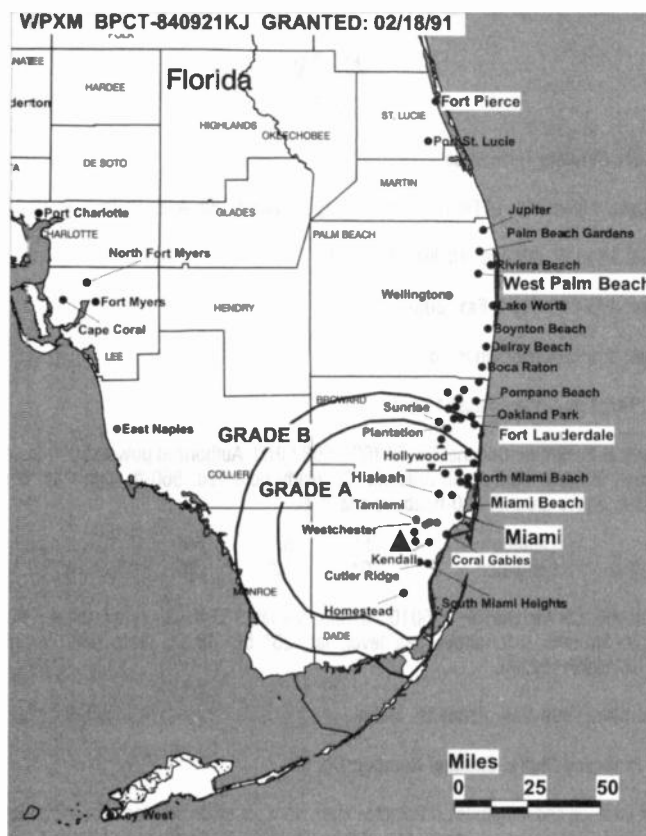 WPXM BPCT-840921KJ GRANTED: 02/18/91
POLK
HARDEE
Florida
HIGHLANDS
OKEECHOBEE
ST. LUCIE
Fort Pierce
Port St. Lucie
DE SOTO
MARTIN
Port Charlotte
CHARLOTTE
GLADES
PALM BEACH
Jupiter
Palm Beach Gardens
North Fort Myers
Riviera Beach
West Palm Beach
Wellington
Fort Myers
HENDRY
Lake Worth
Cape Coral
Boynton Beach
LEE
Delray Beach
Boca Raton
BROWARD
Pompano Beach
Sunrise
Oakland Park
East Naples
GRADE B
Plantation
Fort Lauderdale
Hollywood
COLLIER
GRADE A
Hialeah
North Miami Beach
Miami Beach
Tamiami
Westchester
Miami
Kendall
Coral Gables
Cutler Ridge
MONROE
Homestead
South Miami Heights
DADE
Miles
0 25 50
Key West